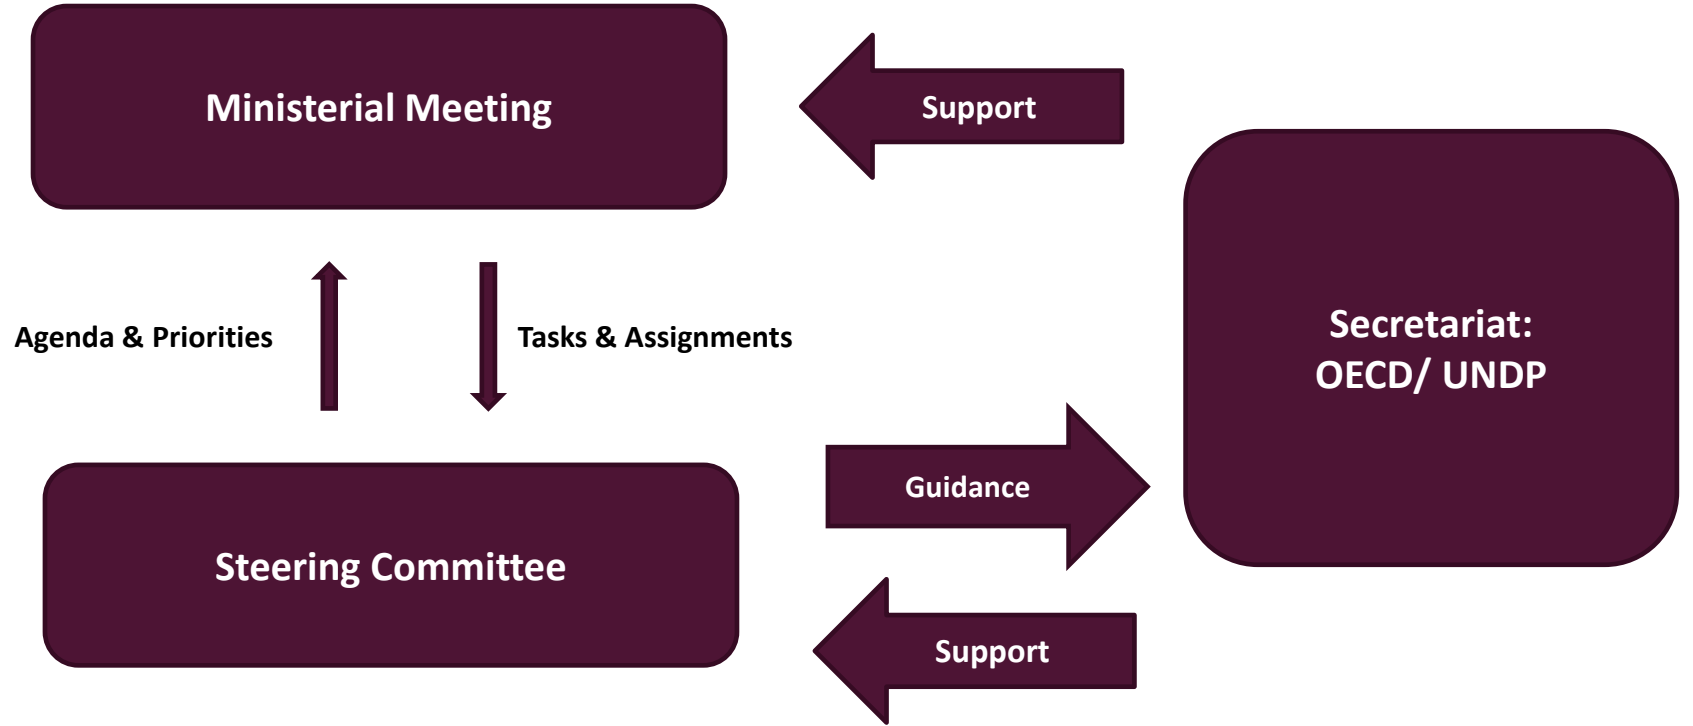 Ministerial Meeting
Support
Agenda & Priorities
Tasks & Assignments
Secretariat:
OECD/ UNDP
Guidance
Steering Committee
Support